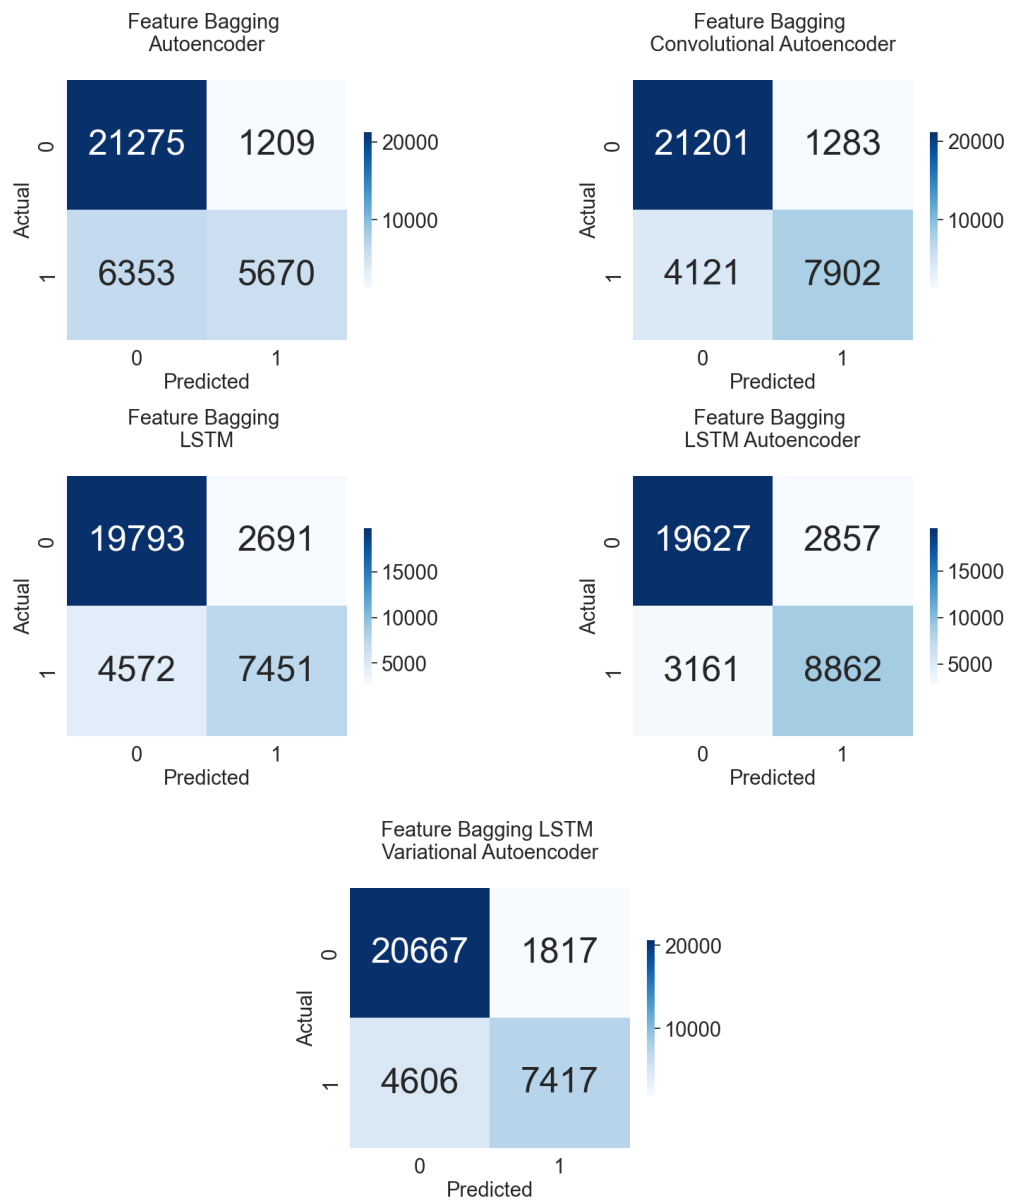 Feature Bagging
Autoencoder
21275 1209
6353 5670
0
1
Actual
0 1
Predicted
20000
10000
Feature Bagging
Convolutional Autoencoder
21201 1283
4121 7902
0
1
Actual
0 1
Predicted
20000
10000
Feature Bagging
LSTM
19793 2691
4572 7451
0
1
Actual
0 1
Predicted
15000
10000
5000
Feature Bagging
LSTM Autoencoder
19627 2857
3161 8862
0
1
Actual
0 1
Predicted
15000
10000
5000
Feature Bagging LSTM
Variational Autoencoder
20667 1817
4606 7417
0
1
Actual
0 1
Predicted
20000
10000